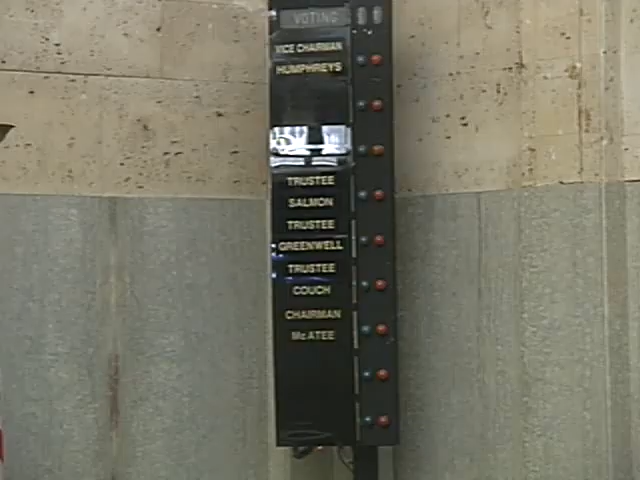 VOTING
VICE CHAIRMAN
HUMPHREYS
TRUSTEE
SALMON
TRUSTEE
GREENWELL
TRUSTEE
COUCH
CHAIRMAN
McATEE